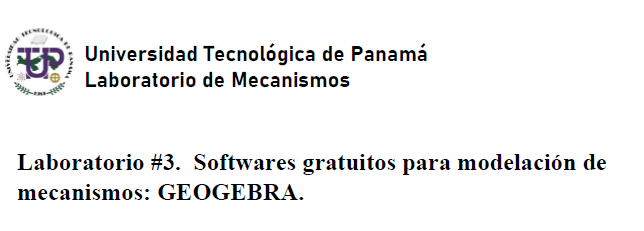 Universidad Tecnológica de Panamá
Laboratorio de Mecanismos
Laboratorio #3. Softwares gratuitos para modelación de
mecanismos: GEOGEBRA.